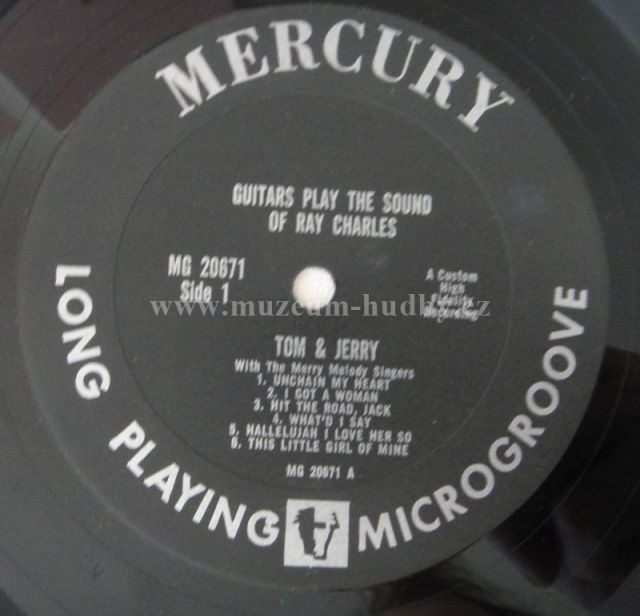 MERCURY
GUITARS PLAY THE SOUND
OF RAY CHARLES
MG 20671
Side 1
A Custom
High
Fidelity
Recording
www.muzeum-hudby.cz
TOM & JERRY
With The Merry Melody Singers
1. UNCHAIN MY HEART
2. I GOT A WOMAN
3. HIT THE ROAD, JACK
4. WHAT'D I SAY
5. HALLELUJAH I LOVE HER SO
6. THIS LITTLE GIRL OF MINE
MG 20671 A
LONG PLAYING MICROGROOVE